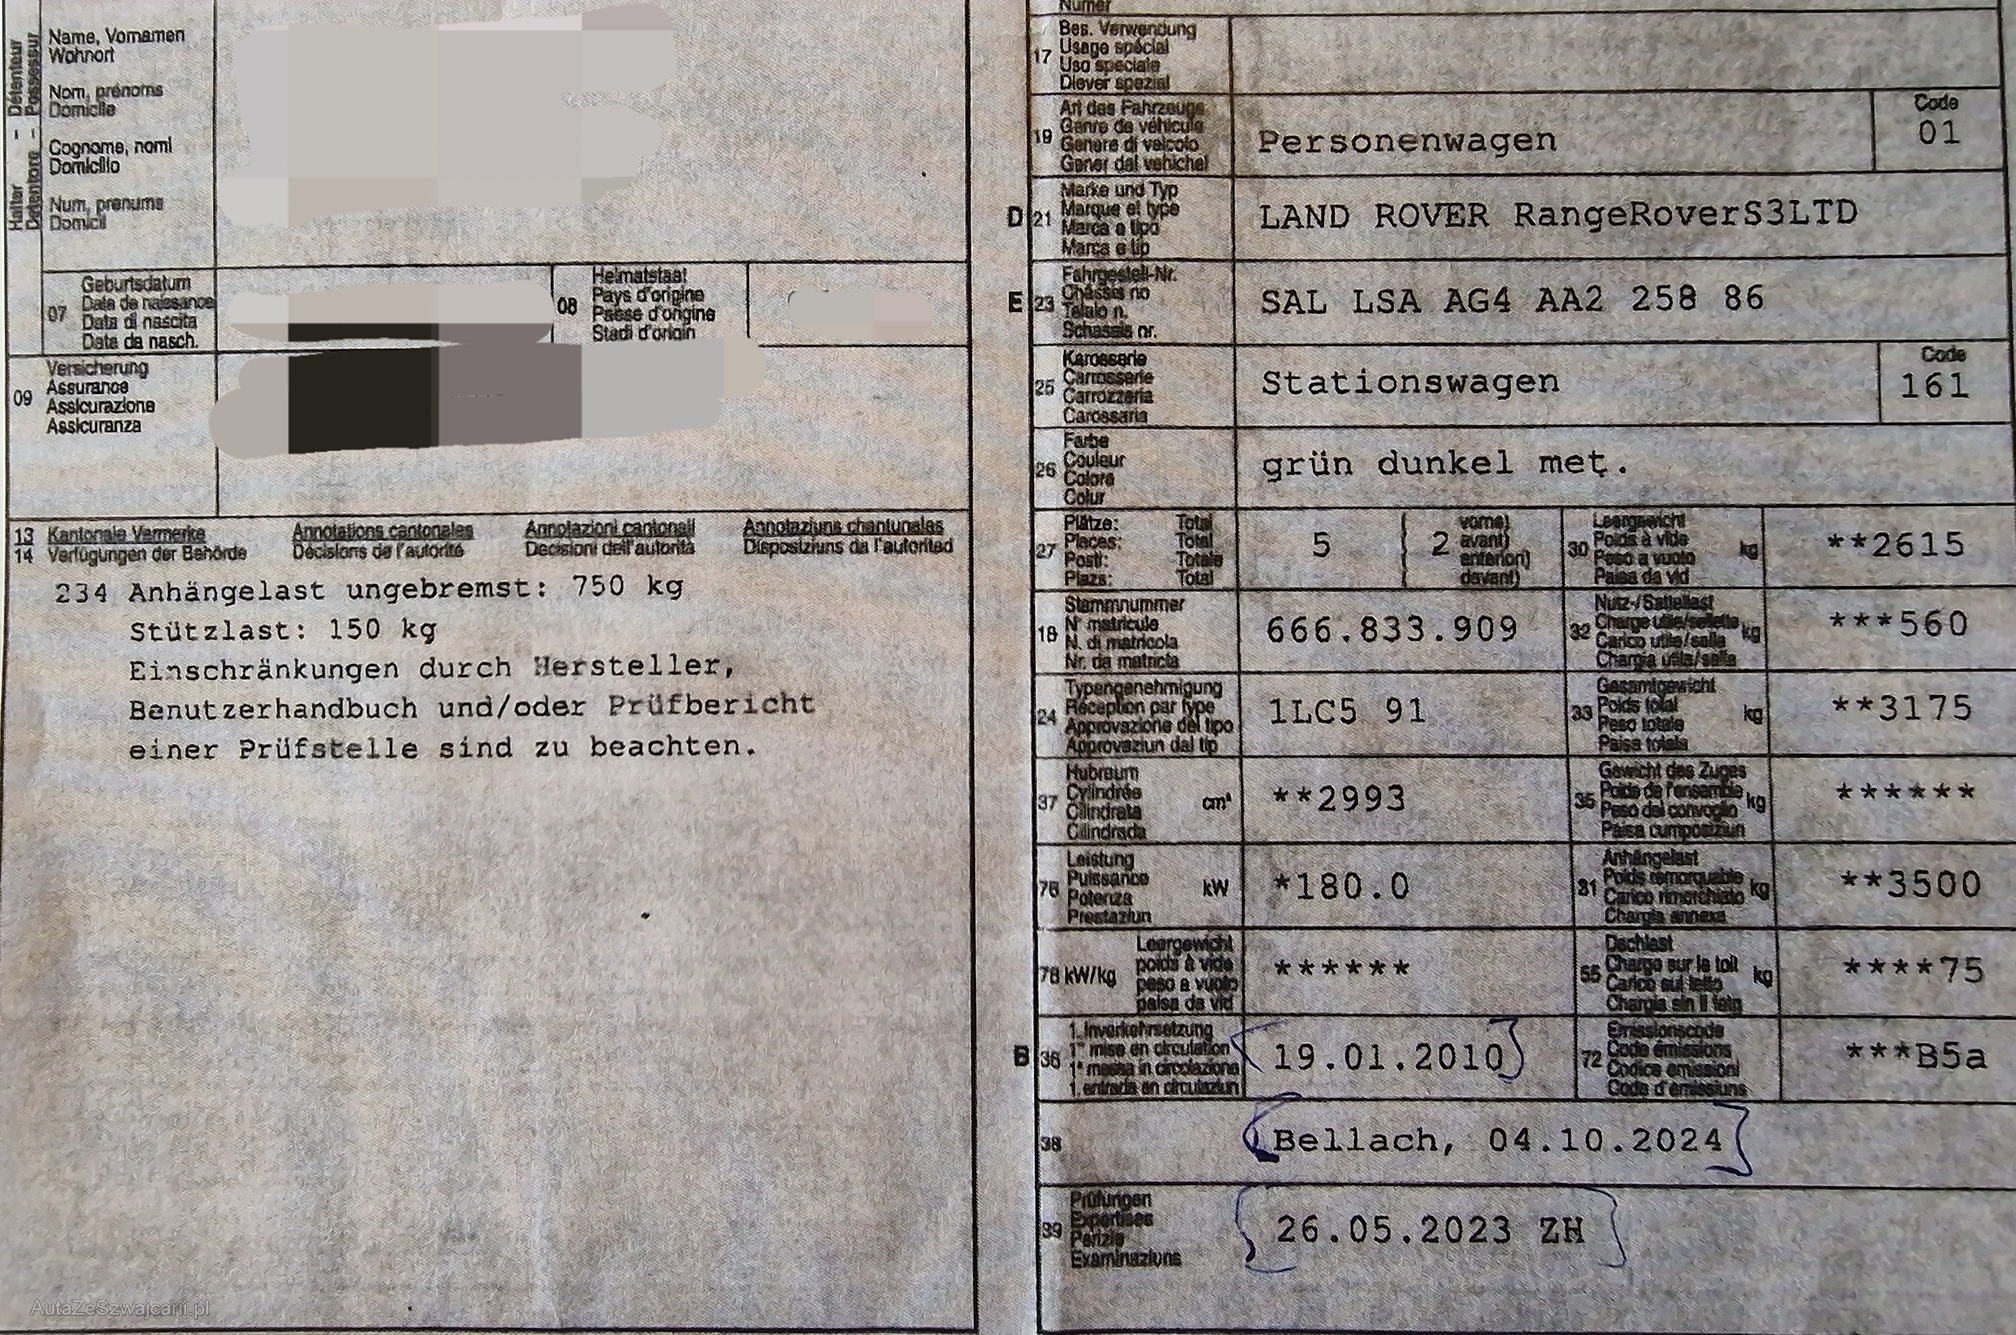 Halter – Détenteur
Detentore – Possessur
Name, Vornamen
Wohnort
Nom, prénoms
Domicile
Cognome, nomi
Domicilio
Num, prenums
Domicil
07
Geburtsdatum
Date de naissance
Data di nascita
Data da nasch.
08
Heimatstaat
Pays d'origine
Paese d'origine
Stadi d'origin
09
Versicherung
Assurance
Assicurazione
Assicuranza
13 Kantonale Vermerke Annotations cantonales Annotazioni cantonali Annotaziuns chantunalas
14 Verfügungen der Behörde Décisions de l'autorité Decisioni dell'autorità Disposiziuns da l'autoritad
234 Anhängelast ungebremst: 750 kg
Stützlast: 150 kg
Einschränkungen durch Hersteller,
Benutzerhandbuch und/oder Prüfbericht
einer Prüfstelle sind zu beachten.
AutaZeSzwajcarii.pl
Numer
17
Bes. Verwendung
Usage spécial
Uso speciale
Diever spezial
19
Art des Fahrzeugs
Genre de véhicule
Genere di veicolo
Gener dal vehichel
Personenwagen
Code
01
D 21
Marke und Typ
Marque et type
Marca e tipo
Marca e tip
LAND ROVER RangeRoverS3LTD
E 23
Fahrgestell-Nr.
Châssis no
Telaio n.
Schassis nr.
SAL LSA AG4 AA2 258 86
25
Karosserie
Carrosserie
Carrozzeria
Carossaria
Stationswagen
Code
161
26
Farbe
Couleur
Colore
Colur
grün dunkel met.
27
Plätze: Total
Places: Total
Posti: Totale
Plazs: Total
5
2
vorne)
avant)
anteriori)
davant)
30
Leergewicht
Poids à vide
Peso a vuoto
Paisa da vid
kg
**2615
18
Stammnummer
N° matricule
N. di matricola
Nr. da matricla
666.833.909
32
Nutz-/Sattellast
Charge utile/sellette
Carico utile/sella
Chargia utila/sella
kg
***560
24
Typengenehmigung
Réception par type
Approvazione del tipo
Approvaziun dal tip
1LC5 91
33
Gesamtgewicht
Poids total
Peso totale
Paisa totala
kg
**3175
37
Hubraum
Cylindrée
Cilindrata
Cilindrada
cm³
**2993
35
Gewicht des Zuges
Poids de l'ensemble
Peso del convoglio
Paisa cumposiziun
kg
******
76
Leistung
Puissance
Potenza
Prestaziun
kW
*180.0
31
Anhängelast
Poids remorquable
Carico rimorchiato
Chargia annexa
kg
**3500
78 kW/kg
Leergewicht
poids à vide
peso a vuoto
paisa da vid
******
55
Dachlast
Charge sur le toit
Carico sul tetto
Chargia sin il tetg
kg
****75
B 36
1. Inverkehrsetzung
1re mise en circulation
1a messa in circolazione
1. entrada en circulaziun
19.01.2010
72
Emissionscode
Code émissions
Codice emissioni
Code d'emissiuns
***B5a
38
Bellach, 04.10.2024
39
Prüfungen
Expertises
Perizie
Examinaziuns
26.05.2023 ZH